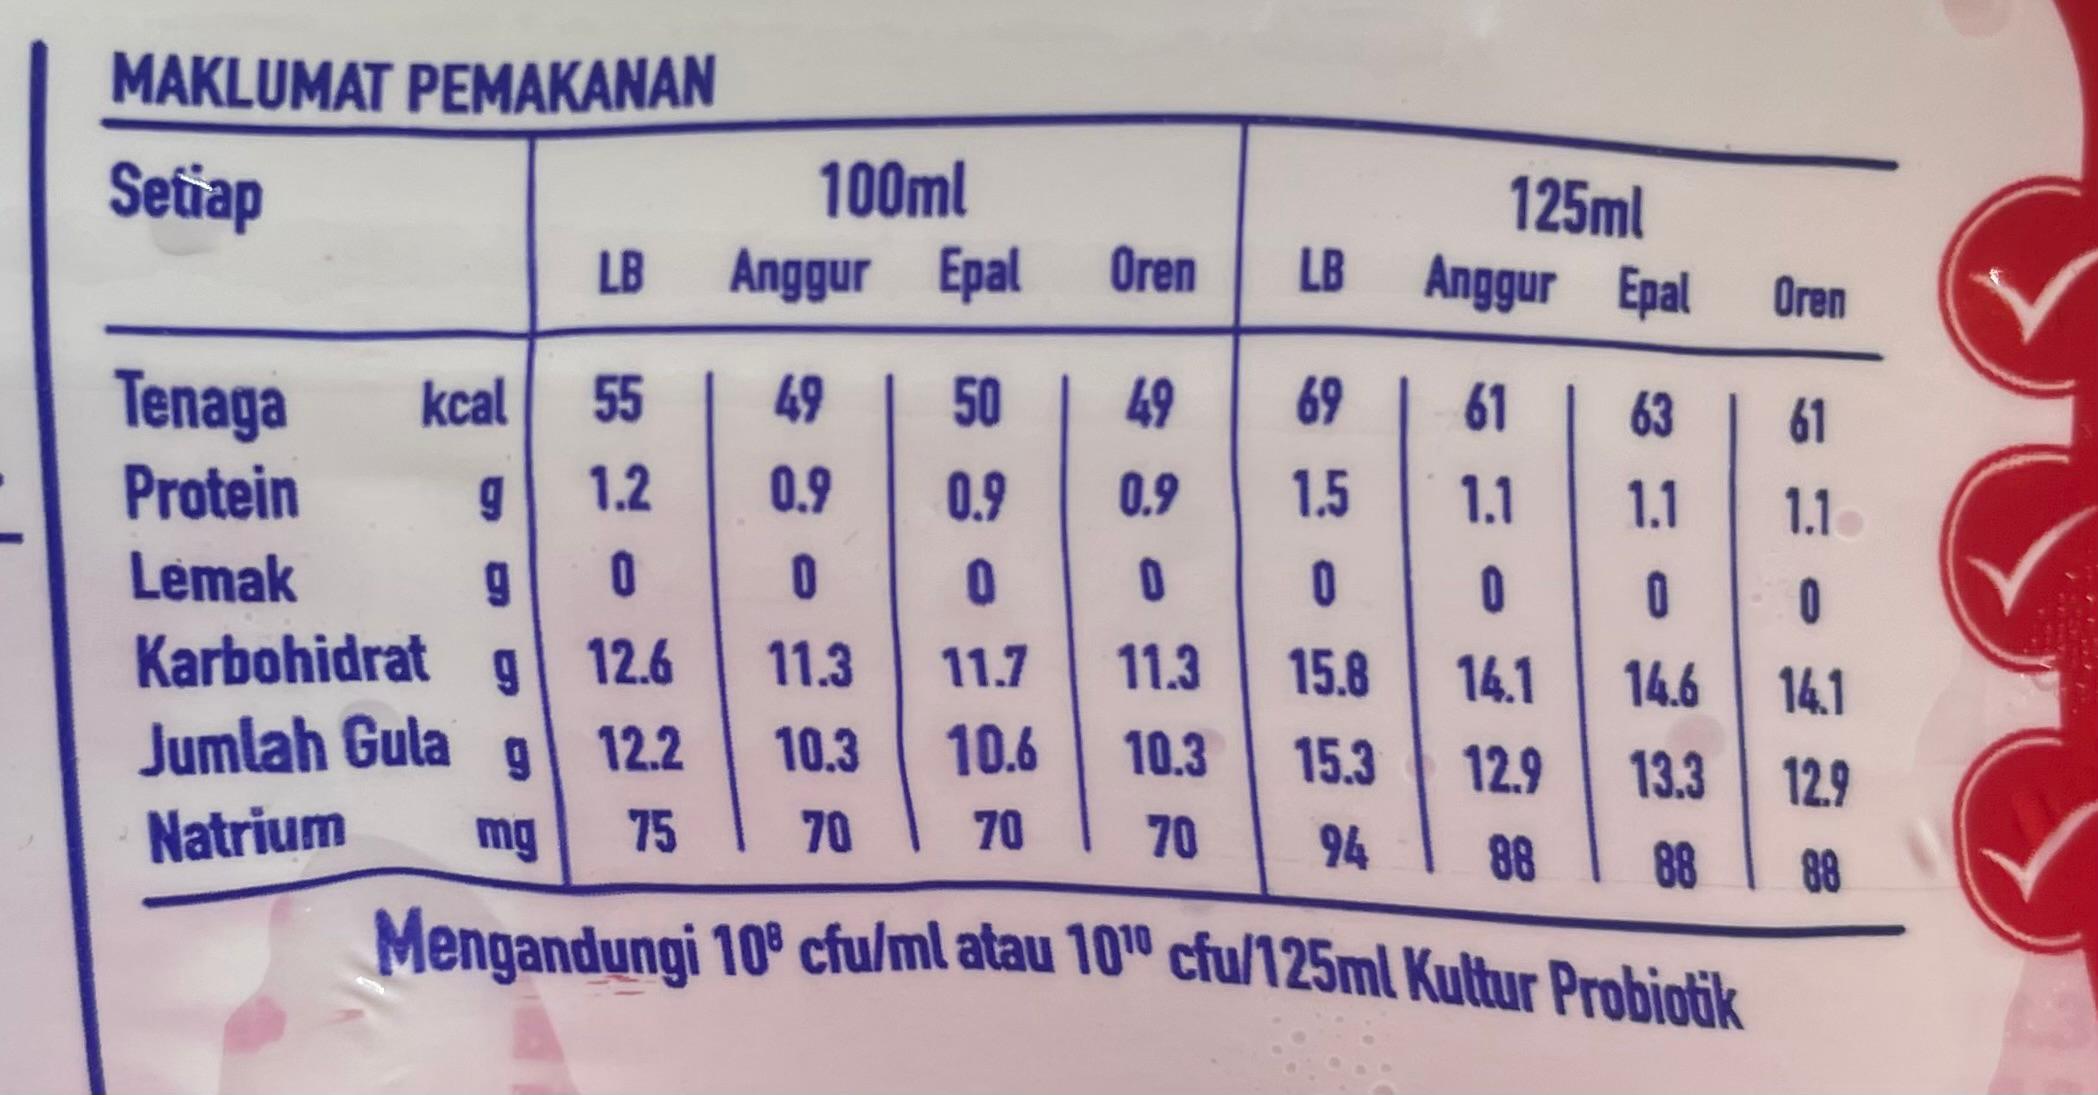 MAKLUMAT PEMAKANAN
Setiap 100ml 125ml
LB Anggur Epal Oren LB Anggur Epal Oren
Tenaga kcal 55 49 50 49 69 61 63 61
Protein g 1.2 0.9 0.9 0.9 1.5 1.1 1.1 1.1
Lemak g 0 0 0 0 0 0 0 0
Karbohidrat g 12.6 11.3 11.7 11.3 15.8 14.1 14.6 14.1
Jumlah Gula g 12.2 10.3 10.6 10.3 15.3 12.9 13.3 12.9
Natrium mg 75 70 70 70 94 88 88 88
Mengandungi 10⁸ cfu/ml atau 10¹⁰ cfu/125ml Kultur Probiotik